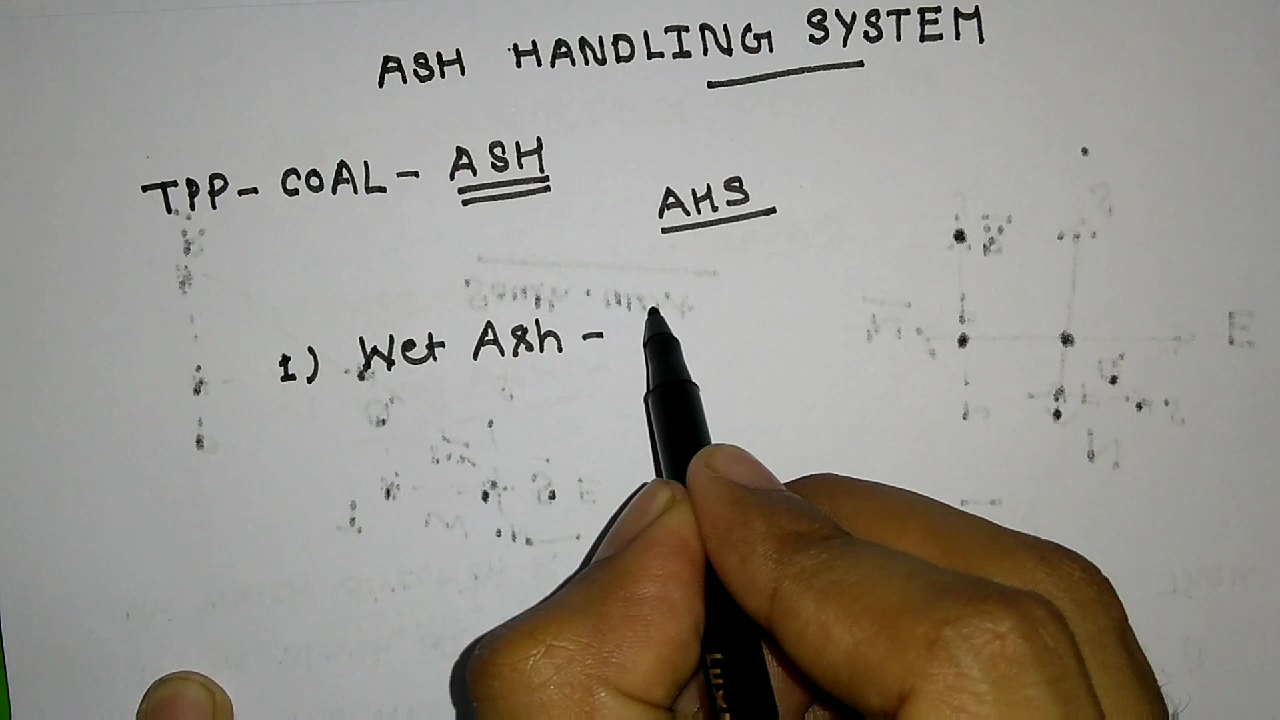 ASH HANDLING SYSTEM
TPP- COAL- ASH
AHS
1) Wet Ash -
E